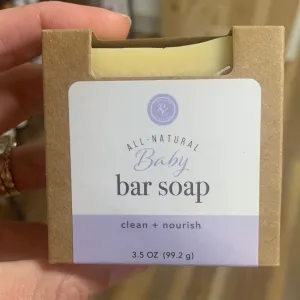 ALL-NATURAL
Baby
bar soap
clean + nourish
3.5 OZ (99.2 g)